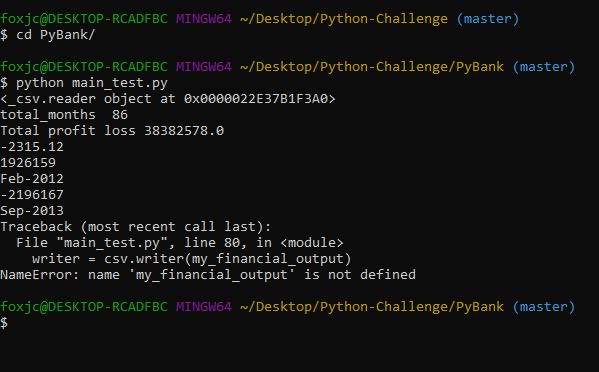 foxjc@DESKTOP-RCADFBC MINGW64 ~/Desktop/Python-Challenge (master)
$ cd PyBank/
foxjc@DESKTOP-RCADFBC MINGW64 ~/Desktop/Python-Challenge/PyBank (master)
$ python main_test.py
<_csv.reader object at 0x0000022E37B1F3A0>
total_months  86
Total profit loss 38382578.0
-2315.12
1926159
Feb-2012
-2196167
Sep-2013
Traceback (most recent call last):
  File "main_test.py", line 80, in <module>
    writer = csv.writer(my_financial_output)
NameError: name 'my_financial_output' is not defined
foxjc@DESKTOP-RCADFBC MINGW64 ~/Desktop/Python-Challenge/PyBank (master)
$